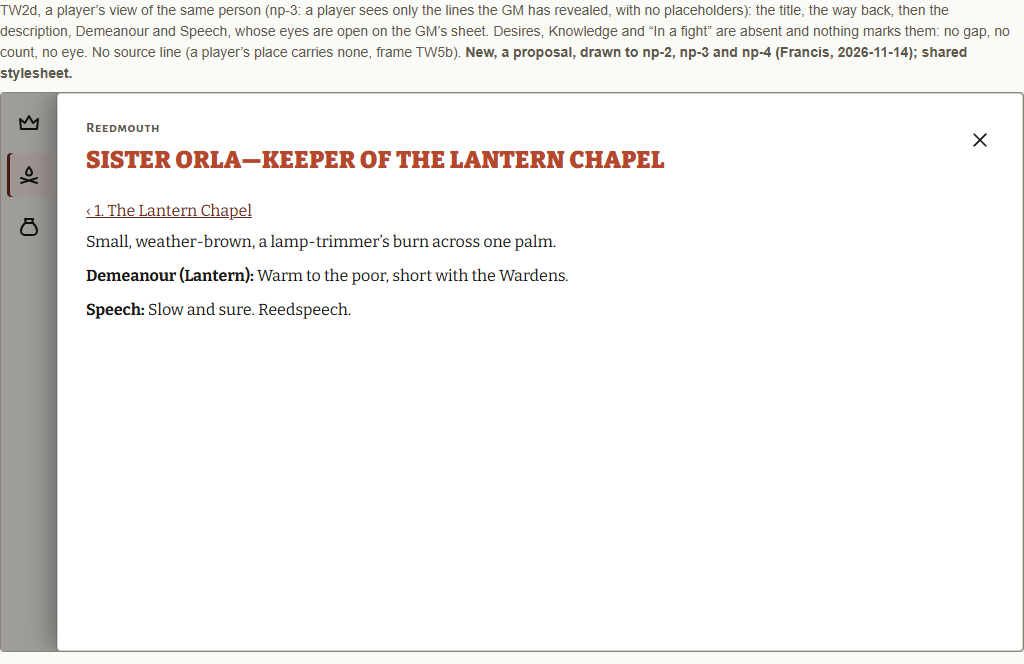 TW2d, a player’s view of the same person (np-3: a player sees only the lines the GM has revealed, with no placeholders): the title, the way back, then the
description, Demeanour and Speech, whose eyes are open on the GM’s sheet. Desires, Knowledge and “In a fight” are absent and nothing marks them: no gap, no
count, no eye. No source line (a player’s place carries none, frame TW5b). New, a proposal, drawn to np-2, np-3 and np-4 (Francis, 2026-11-14); shared
stylesheet.
Reedmouth
SISTER ORLA—KEEPER OF THE LANTERN CHAPEL
‹ 1. The Lantern Chapel
Small, weather-brown, a lamp-trimmer’s burn across one palm.
Demeanour (Lantern): Warm to the poor, short with the Wardens.
Speech: Slow and sure. Reedspeech.